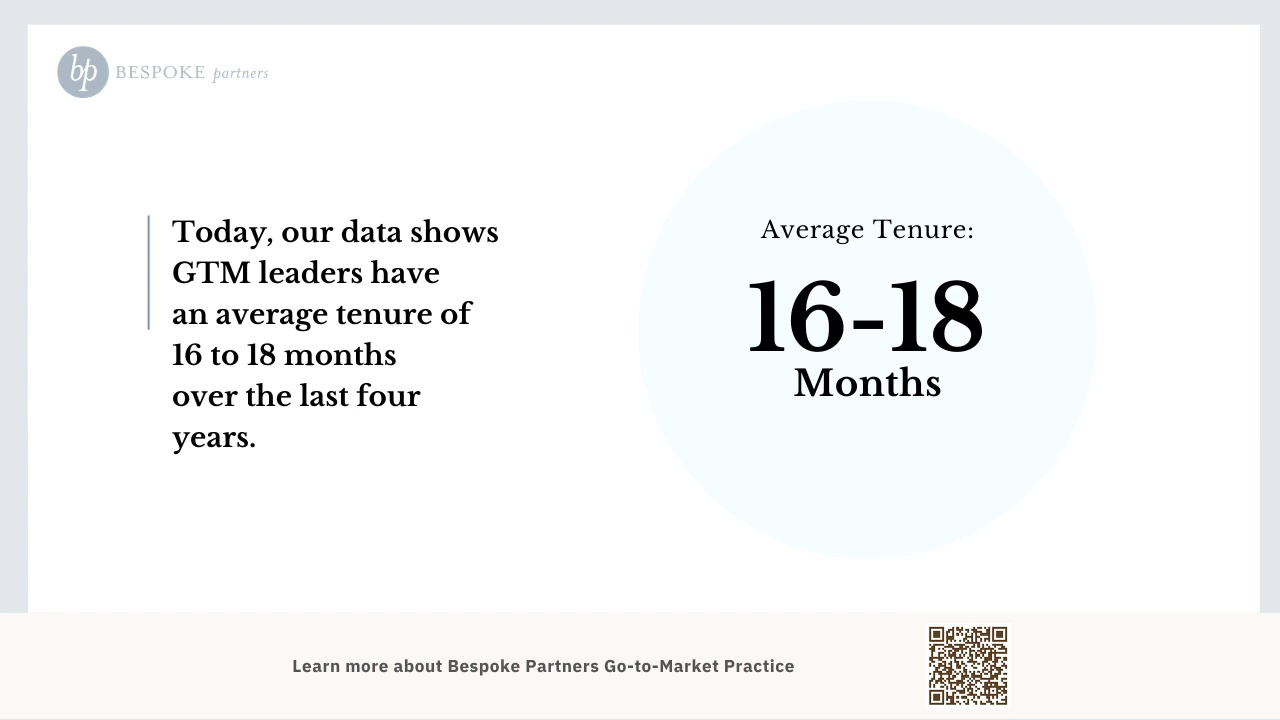 bp BESPOKE partners
Today, our data shows
GTM leaders have
an average tenure of
16 to 18 months
over the last four
years.
Average Tenure:
16-18
Months
Learn more about Bespoke Partners Go-to-Market Practice